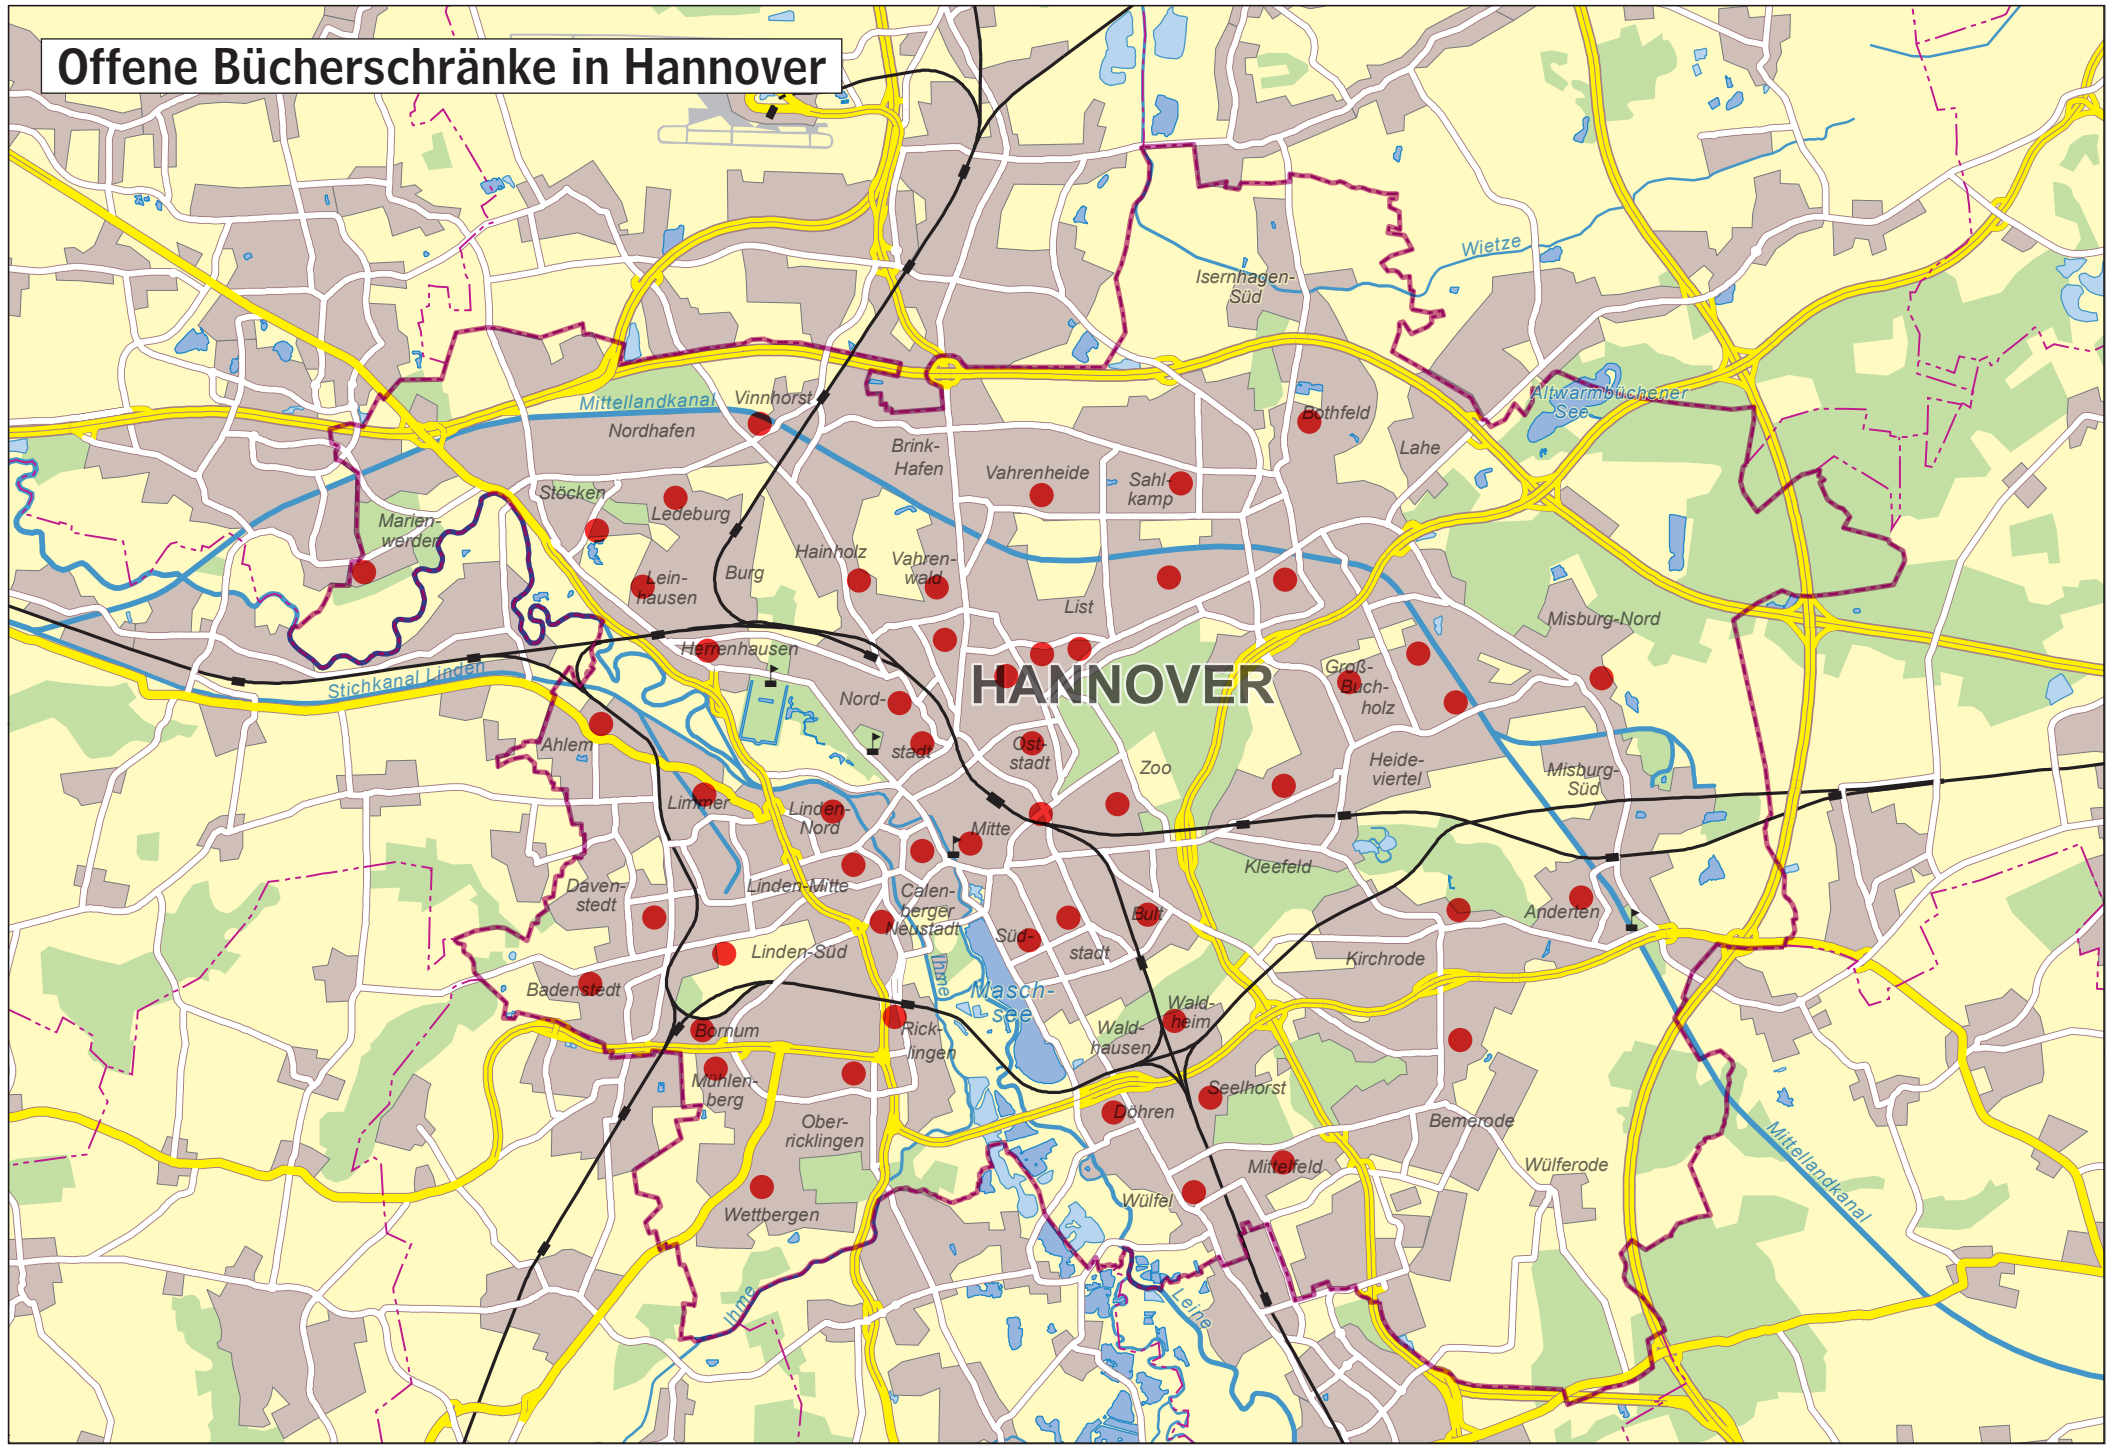 Offene Bücherschränke in Hannover
Isernhagen-
Süd
Wietze
Mittellandkanal
Vinnhorst
Nordhafen
Altwarmbüchener
See
Bothfeld
Lahe
Brink-
Hafen
Vahrenheide
Sahl-
kamp
Stöcken
Ledeburg
Marien-
werder
Hainholz
Vahren-
wald
Burg
Lein-
hausen
List
Misburg-Nord
Herrenhausen
Stichkanal Linden
HANNOVER
Groß-
Buch-
holz
Nord-
stadt
Ahlem
Ost-
stadt
Zoo
Heide-
viertel
Misburg-
Süd
Limmer
Linden-
Nord
Mitte
Kleefeld
Linden-Mitte
Daven-
stedt
Calen-
berger
Neustadt
Bult
Anderten
Süd-
stadt
Linden-Süd
Kirchrode
Badenstedt
Ihme
Masch-
see
Wald-
heim
Bornum
Rick-
lingen
Wald-
hausen
Mühlen-
berg
Seelhorst
Döhren
Ober-
ricklingen
Bemerode
Mittelfeld
Wülferode
Mittellandkanal
Wülfel
Wettbergen
Ihme
Leine